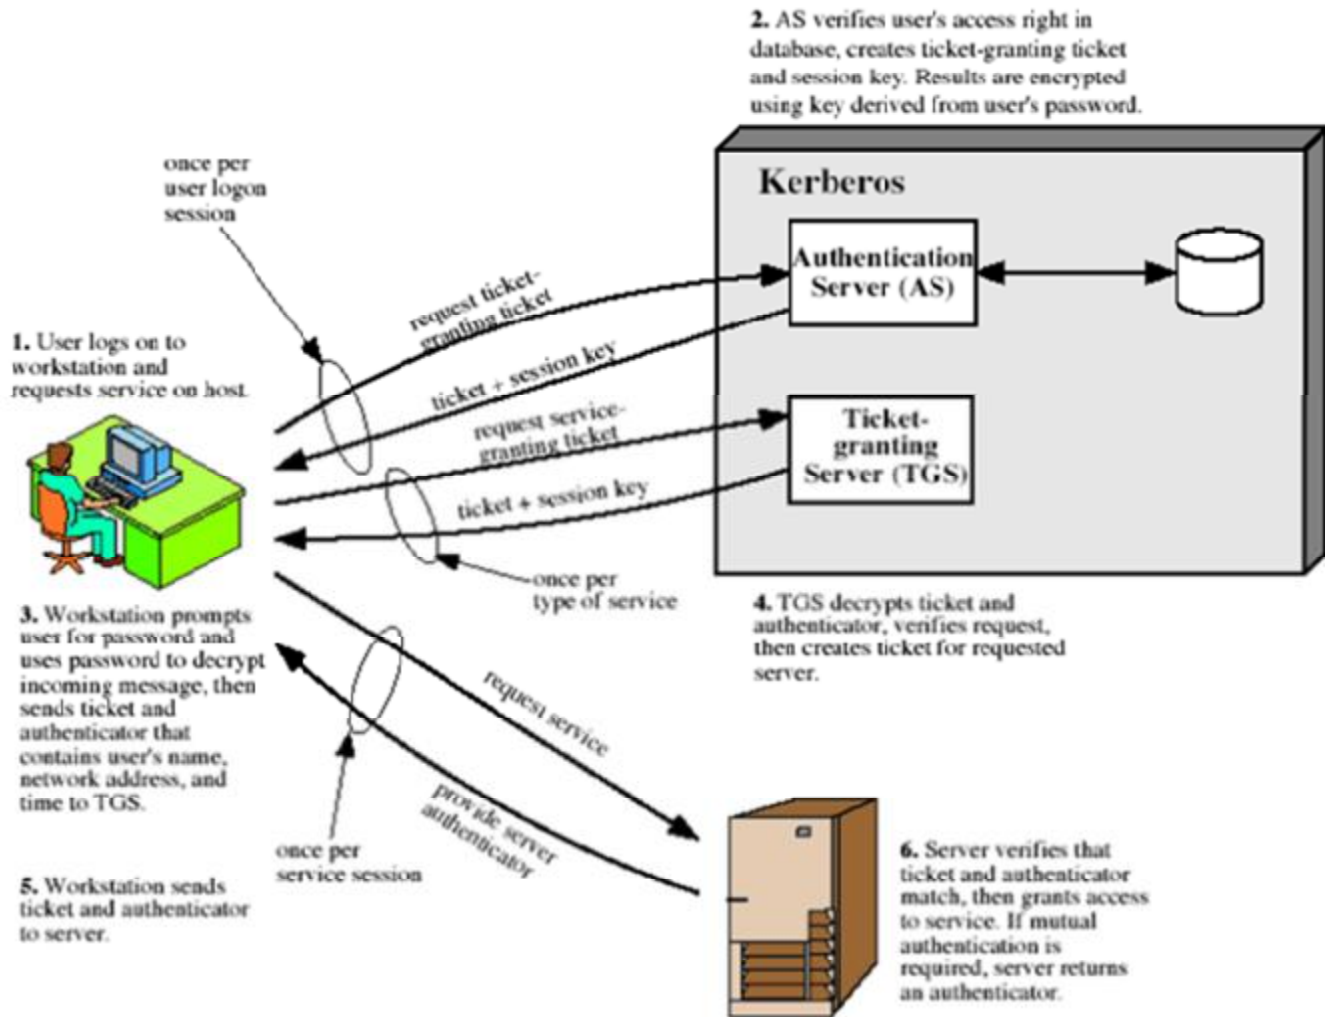 2. AS verifies user's access right in
database, creates ticket-granting ticket
and session key. Results are encrypted
using key derived from user's password.
once per
user logon
session
Kerberos
Authentication
Server (AS)
request ticket-
granting ticket
1. User logs on to
workstation and
requests service on host.
ticket + session key
request service-
granting ticket
Ticket-
granting
Server (TGS)
ticket + session key
once per
type of service
3. Workstation prompts
user for password and
uses password to decrypt
incoming message, then
sends ticket and
authenticator that
contains user's name,
network address, and
time to TGS.
4. TGS decrypts ticket and
authenticator, verifies request,
then creates ticket for requested
server.
request service
provide server
authenticator
once per
service session
5. Workstation sends
ticket and authenticator
to server.
6. Server verifies that
ticket and authenticator
match, then grants access
to service. If mutual
authentication is
required, server returns
an authenticator.